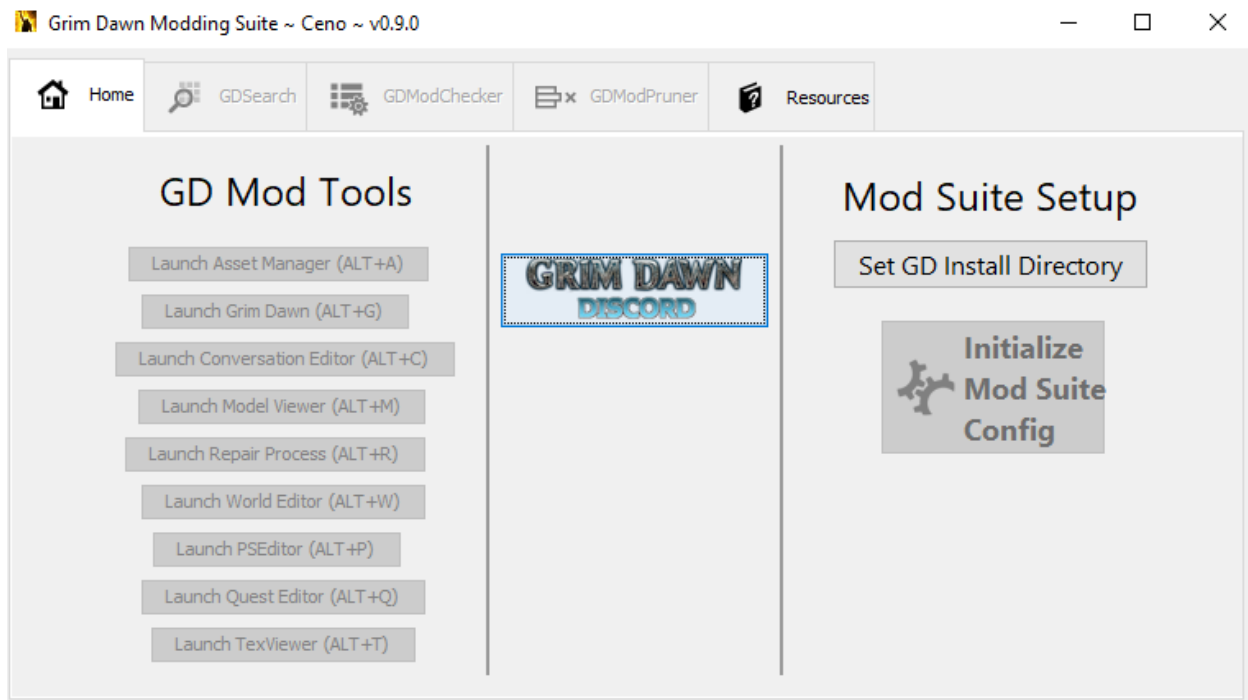 Grim Dawn Modding Suite ~ Ceno ~ v0.9.0
Home
GDSearch
GDModChecker
GDModPruner
Resources
GD Mod Tools
Launch Asset Manager (ALT+A)
Launch Grim Dawn (ALT+G)
Launch Conversation Editor (ALT+C)
Launch Model Viewer (ALT+M)
Launch Repair Process (ALT+R)
Launch World Editor (ALT+W)
Launch PSEditor (ALT+P)
Launch Quest Editor (ALT+Q)
Launch TexViewer (ALT+T)
GRIM DAWN
DISCORD
Mod Suite Setup
Set GD Install Directory
Initialize
Mod Suite
Config